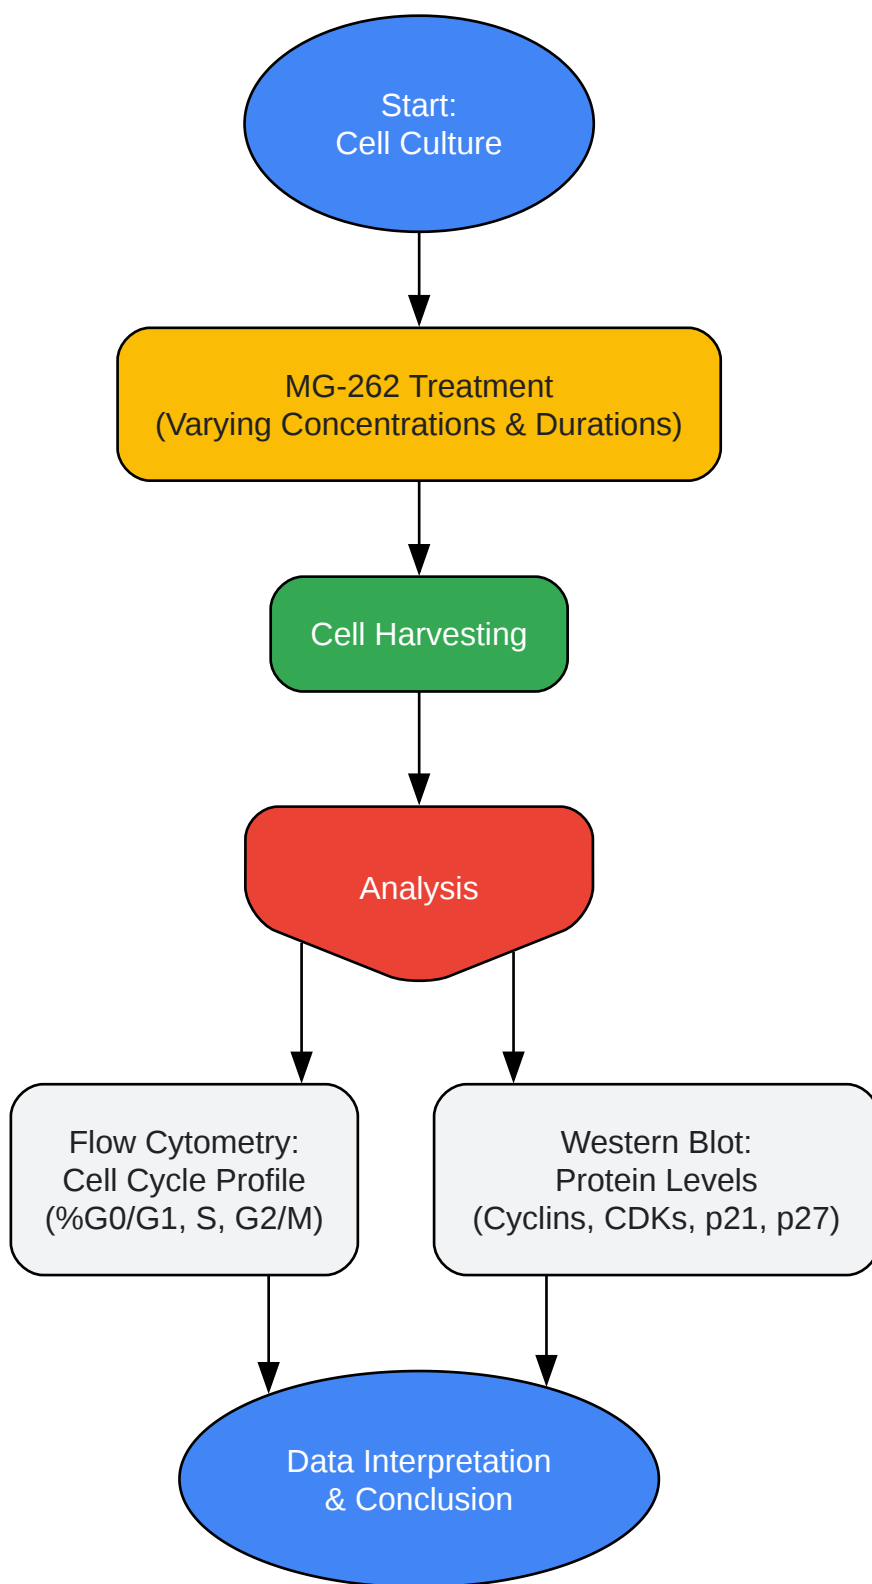 Start:
Cell Culture
MG-262 Treatment
(Varying Concentrations & Durations)
Cell Harvesting
Analysis
Flow Cytometry:
Cell Cycle Profile
(%G0/G1, S, G2/M)
Western Blot:
Protein Levels
(Cyclins, CDKs, p21, p27)
Data Interpretation
& Conclusion